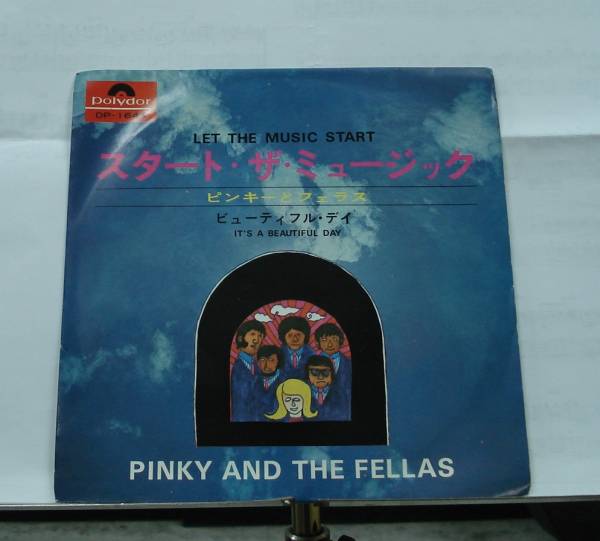 polydor
LET THE MUSIC START
スタート・ザ・ミュージック
ピンキーとフェラス
ビューティフル・デイ
IT'S A BEAUTIFUL DAY
PINKY AND THE FELLAS